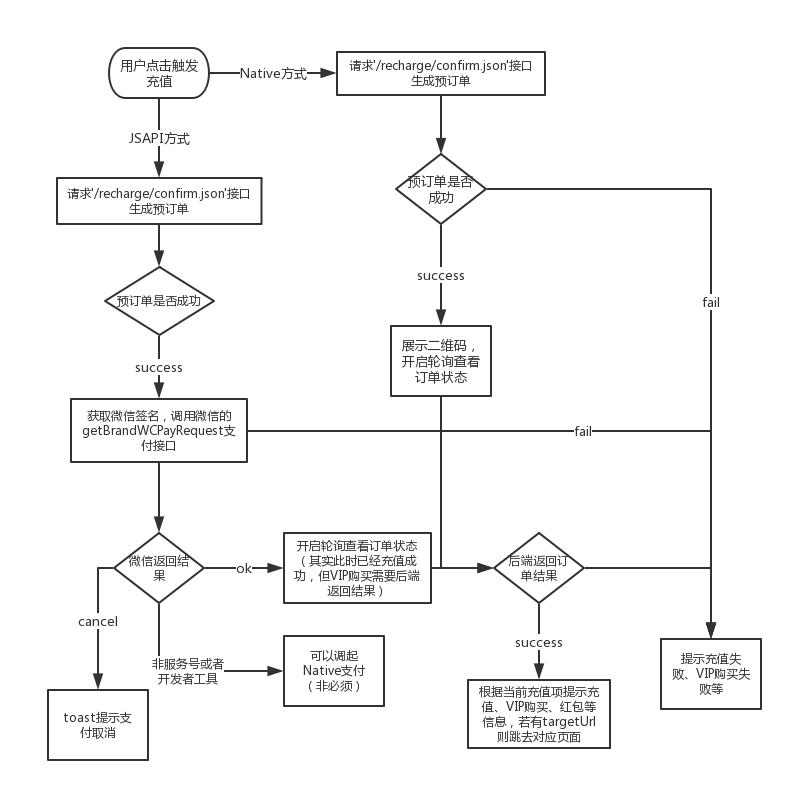 用户点击触发
充值
Native方式
请求'/recharge/confirm.json'接口
生成预订单
JSAPI方式
请求'/recharge/confirm.json'接口
生成预订单
预订单是否
成功
预订单是否成功
success
fail
success
展示二维码，
开启轮询查看
订单状态
获取微信签名，调用微信的
getBrandWCPayRequest支
付接口
fail
微信返回结
果
ok
开启轮询查看订单状态
（其实此时已经充值成
功，但VIP购买需要后端
返回结果）
后端返回订
单结果
cancel
success
非服务号或者
开发者工具
可以调起
Native支付
（非必须）
提示充值失
败、VIP购买失
败等
toast提示支
付取消
根据当前充值项提示充
值、VIP购买、红包等
信息，若有targetUrl
则跳去对应页面